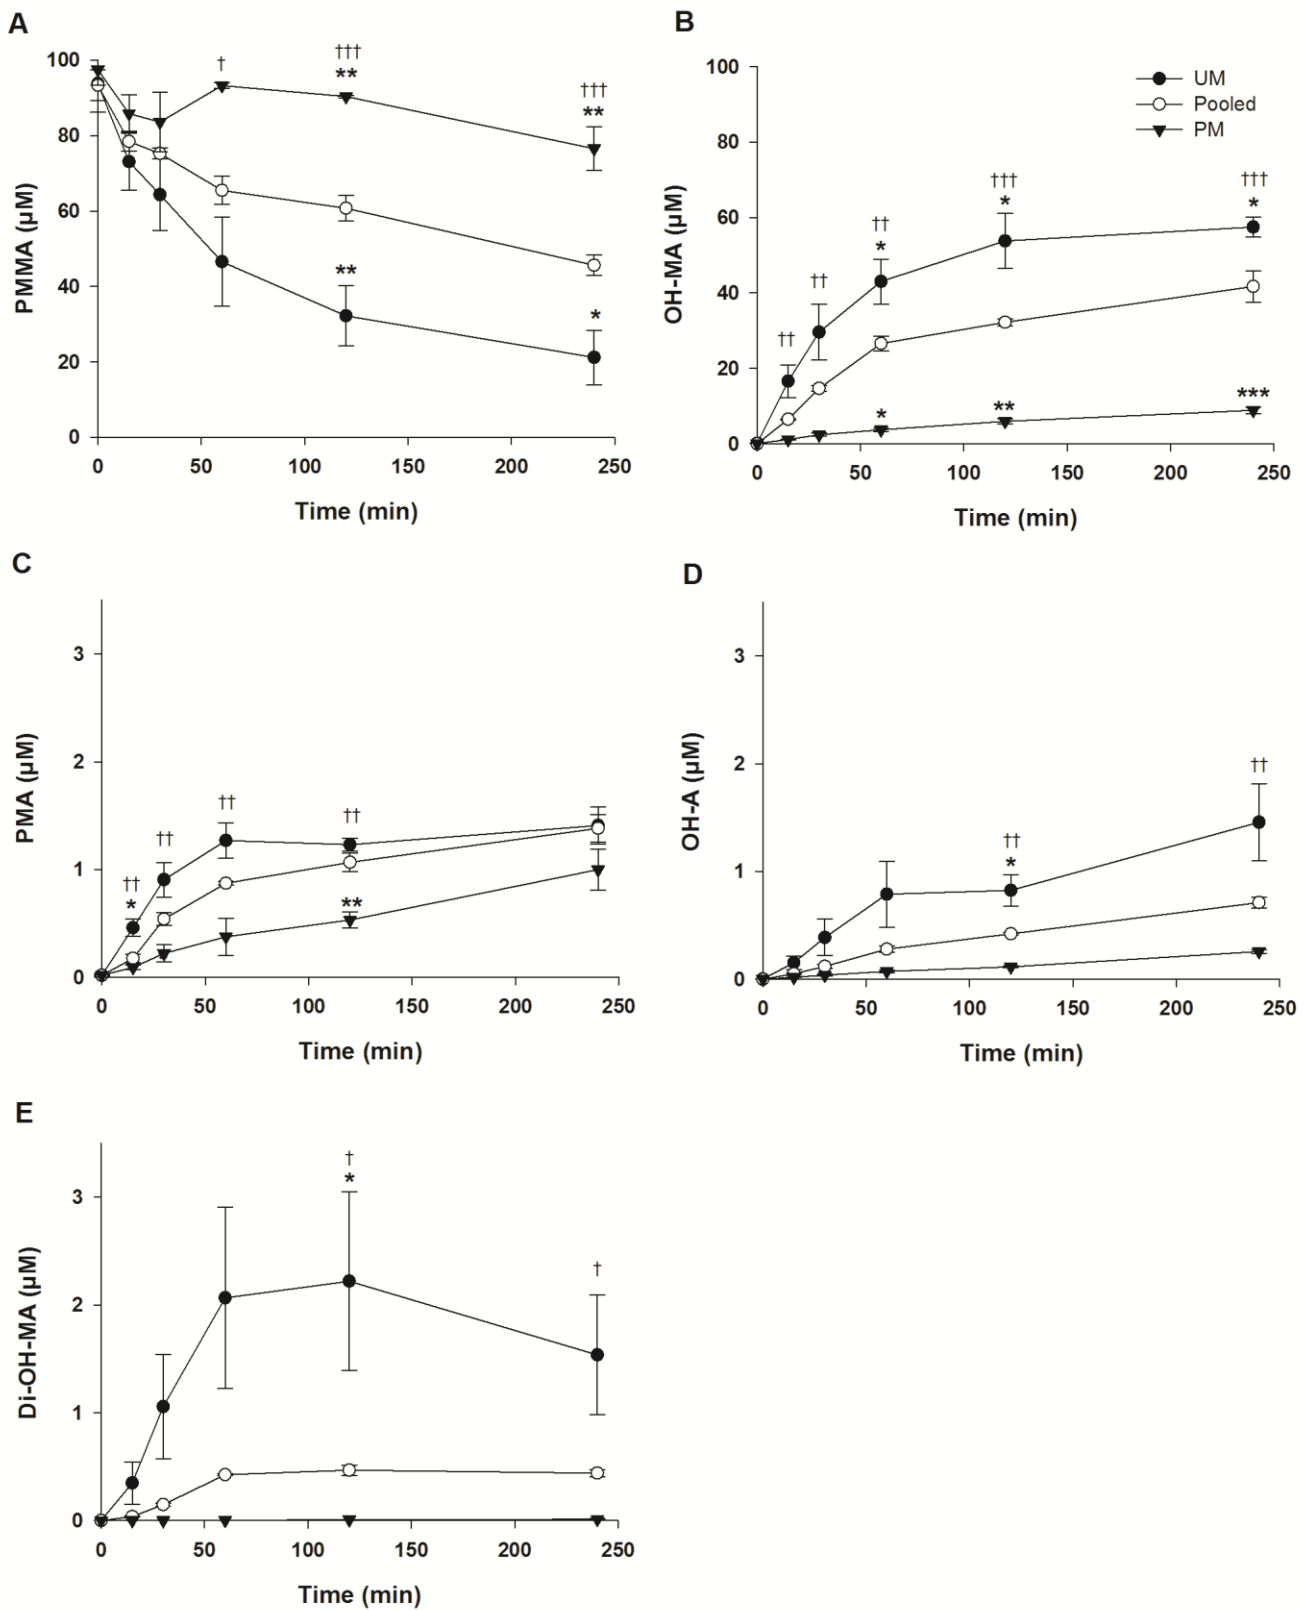 A
PMMA (µM)
100
80
60
40
20
0
†
†††
**
†††
**
**
*
0 50 100 150 200 250
Time (min)
B
OH-MA (µM)
100
80
60
40
20
0
UM
Pooled
PM
††
††
††
*
†††
*
†††
*
*
**
***
0 50 100 150 200 250
Time (min)
C
PMA (µM)
3
2
1
0
††
*
††
††
††
**
0 50 100 150 200 250
Time (min)
D
OH-A (µM)
3
2
1
0
††
*
††
0 50 100 150 200 250
Time (min)
E
Di-OH-MA (µM)
3
2
1
0
†
*
†
0 50 100 150 200 250
Time (min)